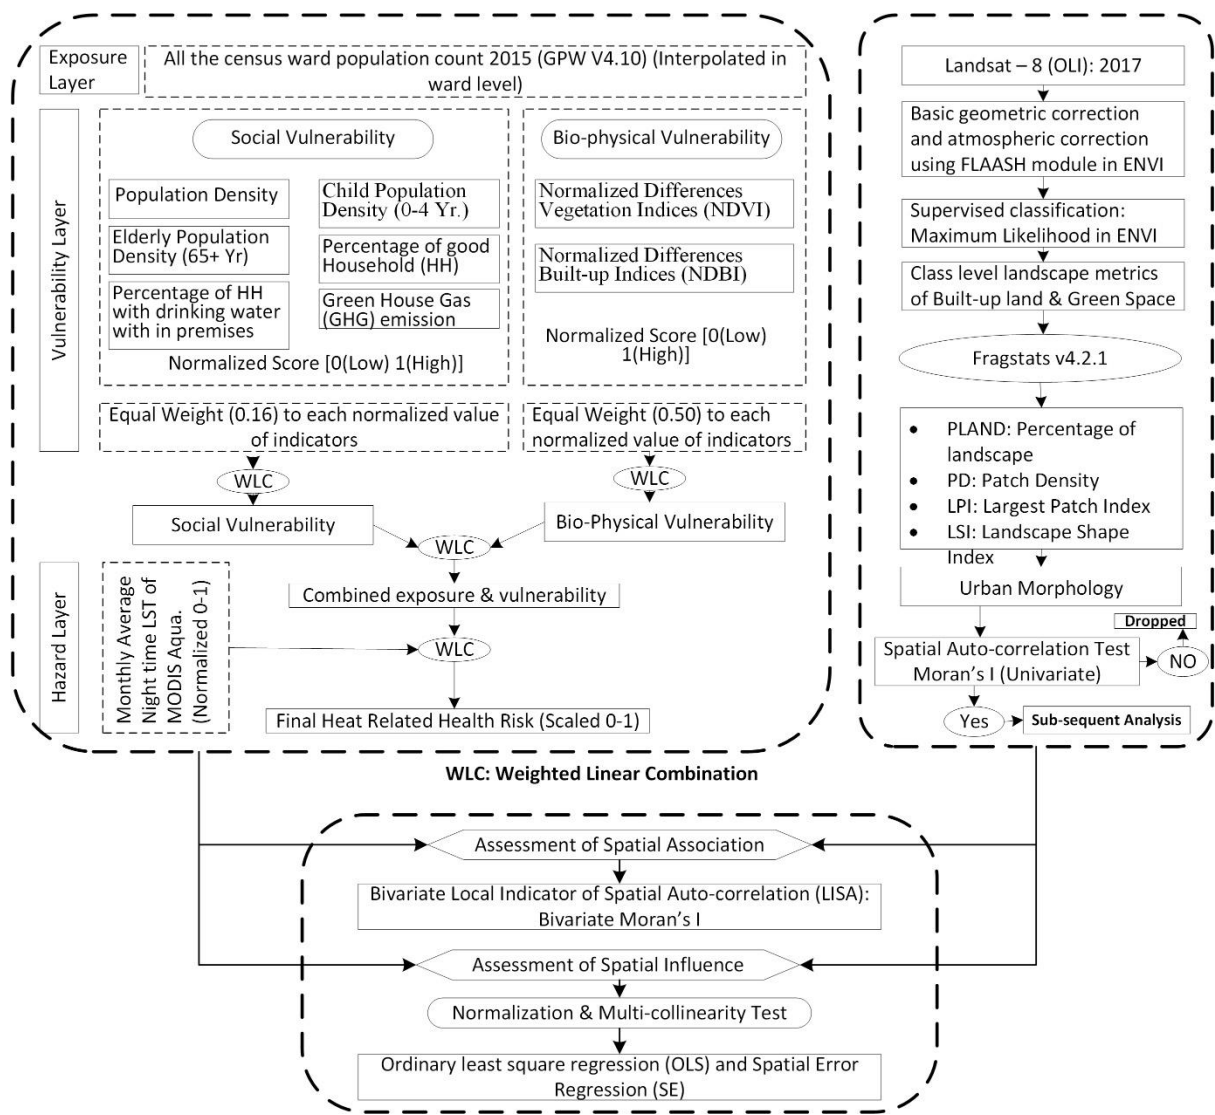 Exposure
Layer
All the census ward population count 2015 (GPW V4.10) (Interpolated in
ward level)
Vulnerability Layer
Social Vulnerability
Population Density
Child Population
Density (0-4 Yr.)
Elderly Population
Density (65+ Yr)
Percentage of good
Household (HH)
Percentage of HH
with drinking water
with in premises
Green House Gas
(GHG) emission
Normalized Score [0(Low) 1(High)]
Bio-physical Vulnerability
Normalized Differences
Vegetation Indices (NDVI)
Normalized Differences
Built-up Indices (NDBI)
Normalized Score [0(Low)
1(High)]
Equal Weight (0.16) to each normalized value
of indicators
Equal Weight (0.50) to each
normalized value of indicators
WLC
WLC
Social Vulnerability
Bio-Physical Vulnerability
WLC
Combined exposure & vulnerability
Hazard Layer
Monthly Average
Night time LST of
MODIS Aqua.
(Normalized 0-1)
WLC
Final Heat Related Health Risk (Scaled 0-1)
Landsat – 8 (OLI): 2017
Basic geometric correction
and atmospheric correction
using FLAASH module in ENVI
Supervised classification:
Maximum Likelihood in ENVI
Class level landscape metrics
of Built-up land & Green Space
Fragstats v4.2.1
• PLAND: Percentage of
landscape
• PD: Patch Density
• LPI: Largest Patch Index
• LSI: Landscape Shape
Index
Urban Morphology
Dropped
Spatial Auto-correlation Test
Moran's I (Univariate)
NO
Yes
Sub-sequent Analysis
WLC: Weighted Linear Combination
Assessment of Spatial Association
Bivariate Local Indicator of Spatial Auto-correlation (LISA):
Bivariate Moran's I
Assessment of Spatial Influence
Normalization & Multi-collinearity Test
Ordinary least square regression (OLS) and Spatial Error
Regression (SE)